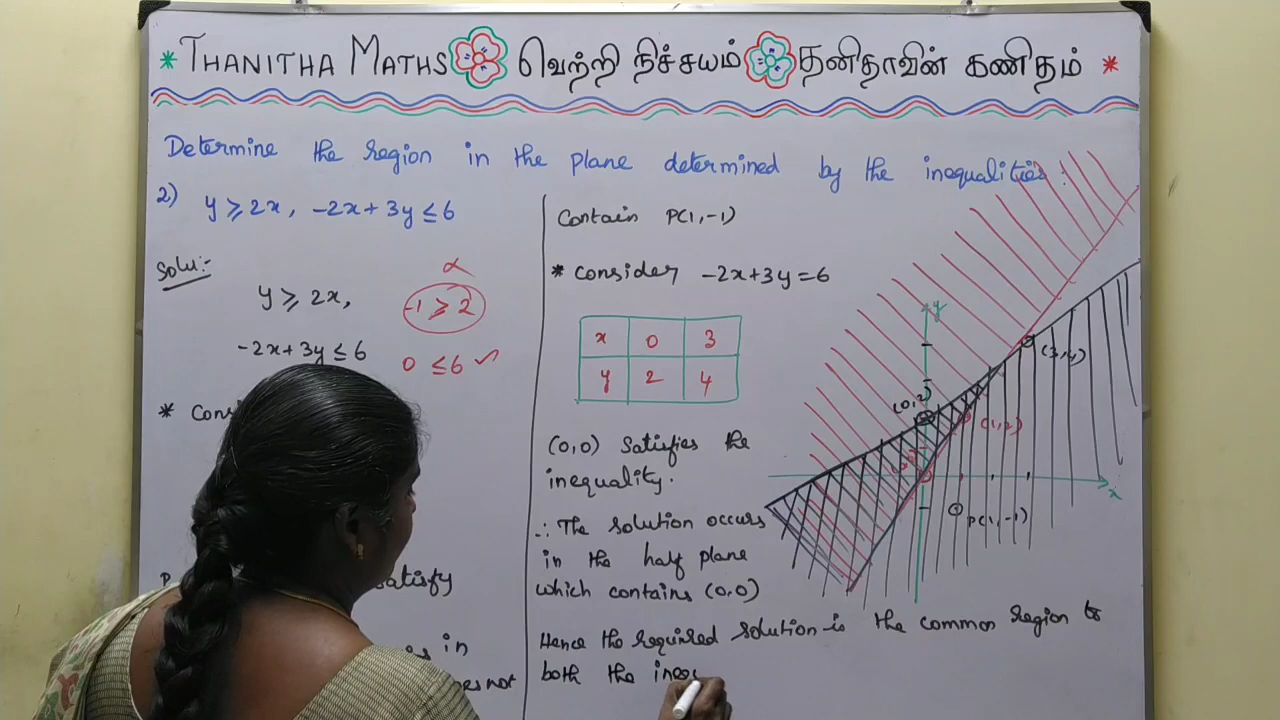 * THANITHA MATHS வெற்றி நிச்சயம் தனிதாவின் கணிதம் *
Determine the region in the plane determined by the inequalities:
2) y ≥ 2x, -2x + 3y ≤ 6
Solu:-
y ≥ 2x,
-1 ≥ 2
-2x+3y ≤ 6
0 ≤ 6 ✓
*
satisfy
in
not
Contain P(1,-1)
* Consider -2x+3y = 6
x 0 3
y 2 4
(0,0) satisfies the
inequality.
∴ The solution occurs
in the half plane
which contains (0,0)
Hence the required solution is the common region to
both the
y
(3,4)
(0,2)
(1,2)
x
P(1,-1)